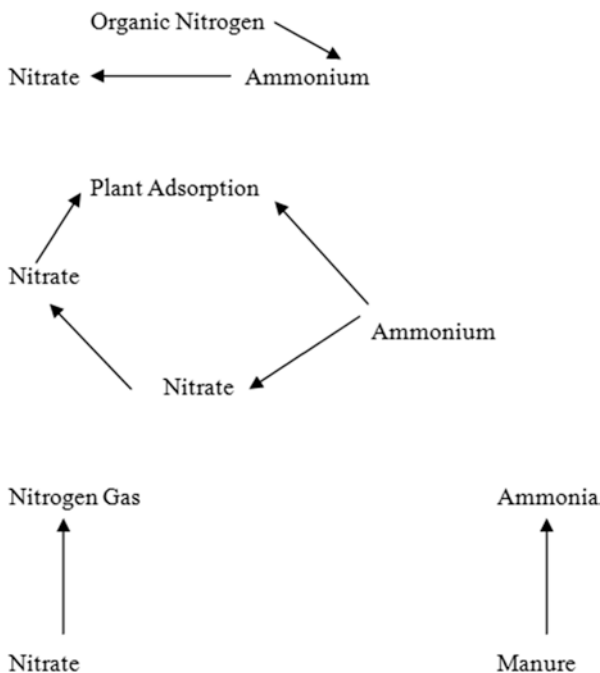 Organic Nitrogen
Nitrate Ammonium
Plant Adsorption
Nitrate
Ammonium
Nitrate
Nitrogen Gas Ammonia
Nitrate Manure